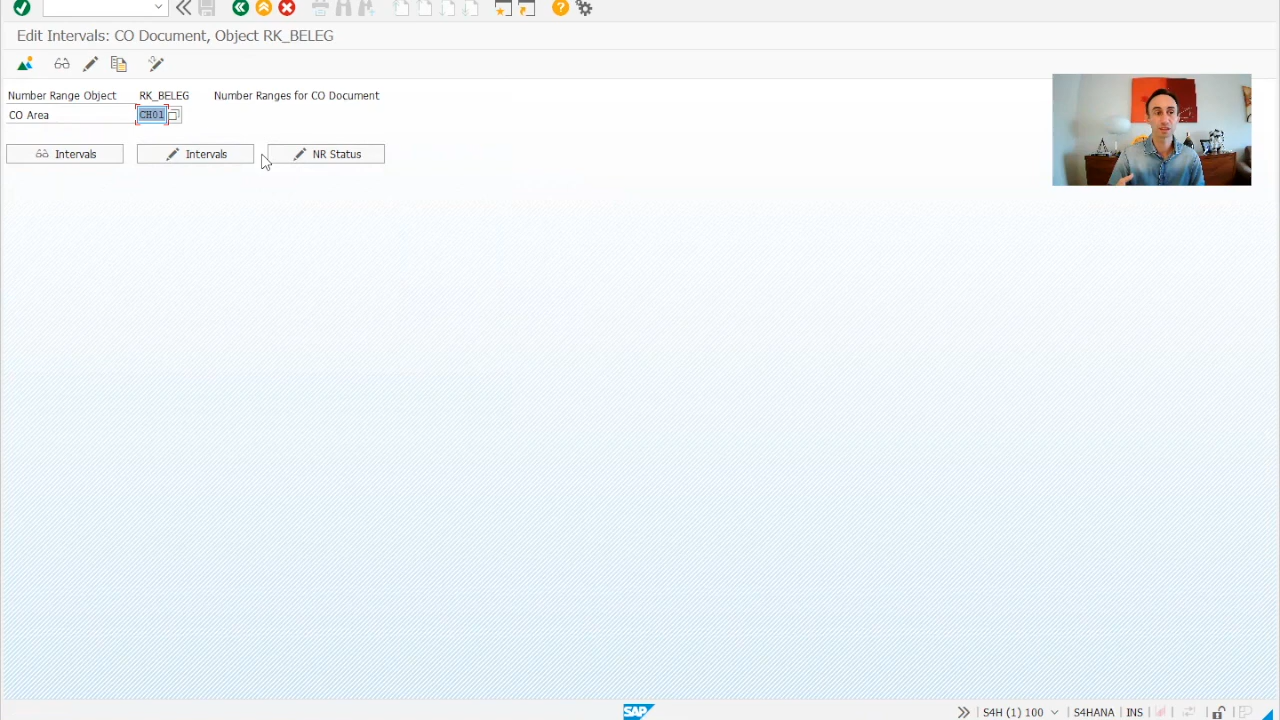 Edit Intervals: CO Document, Object RK_BELEG
Number Range Object RK_BELEG Number Ranges for CO Document
CO Area CH01
Intervals Intervals NR Status
SAP S4H (1) 100 S4HANA INS